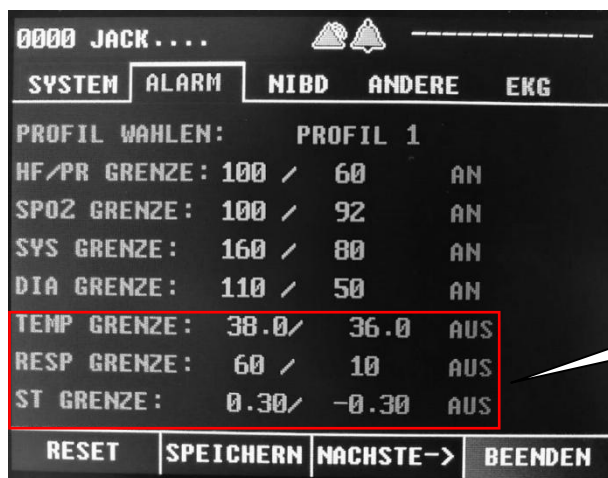 0000 JACK.... ------------
SYSTEM ALARM NIBD ANDERE EKG
PROFIL WAHLEN: PROFIL 1
HF/PR GRENZE: 100 / 60 AN
SPO2 GRENZE: 100 / 92 AN
SYS GRENZE: 160 / 80 AN
DIA GRENZE: 110 / 50 AN
TEMP GRENZE: 38.0/ 36.0 AUS
RESP GRENZE: 60 / 10 AUS
ST GRENZE: 0.30/ -0.30 AUS
RESET SPEICHERN NACHSTE-> BEENDEN